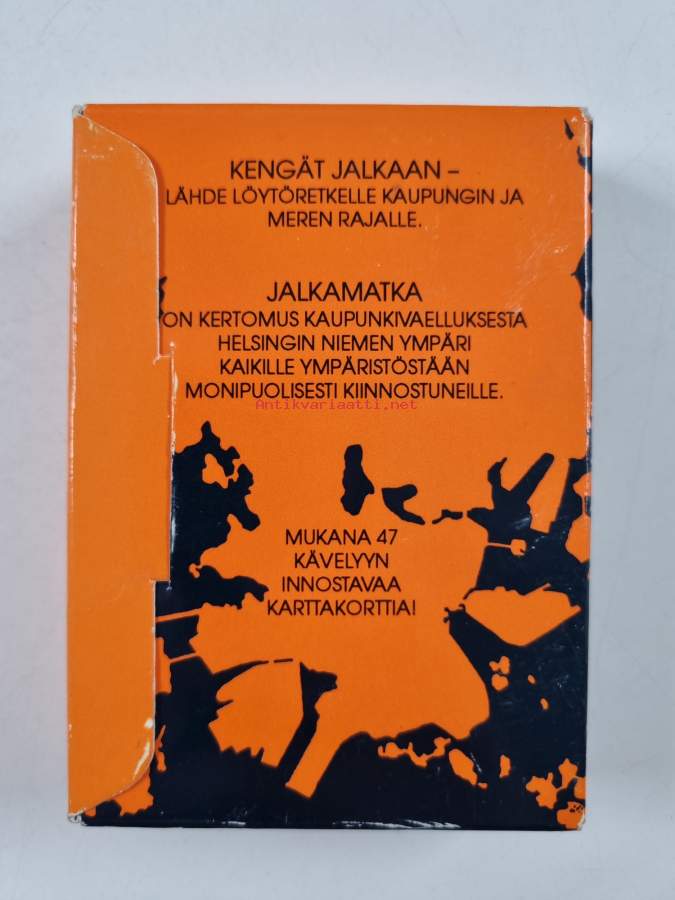 KENGÄT JALKAAN –
LÄHDE LÖYTÖRETKELLE KAUPUNGIN JA
MEREN RAJALLE.
JALKAMATKA
ON KERTOMUS KAUPUNKIVAELLUKSESTA
HELSINGIN NIEMEN YMPÄRI
KAIKILLE YMPÄRISTÖSTÄÄN
MONIPUOLISESTI KIINNOSTUNEILLE.
Antikvariaatti.net
MUKANA 47
KÄVELYYN
INNOSTAVAA
KARTTAKORTTIA!